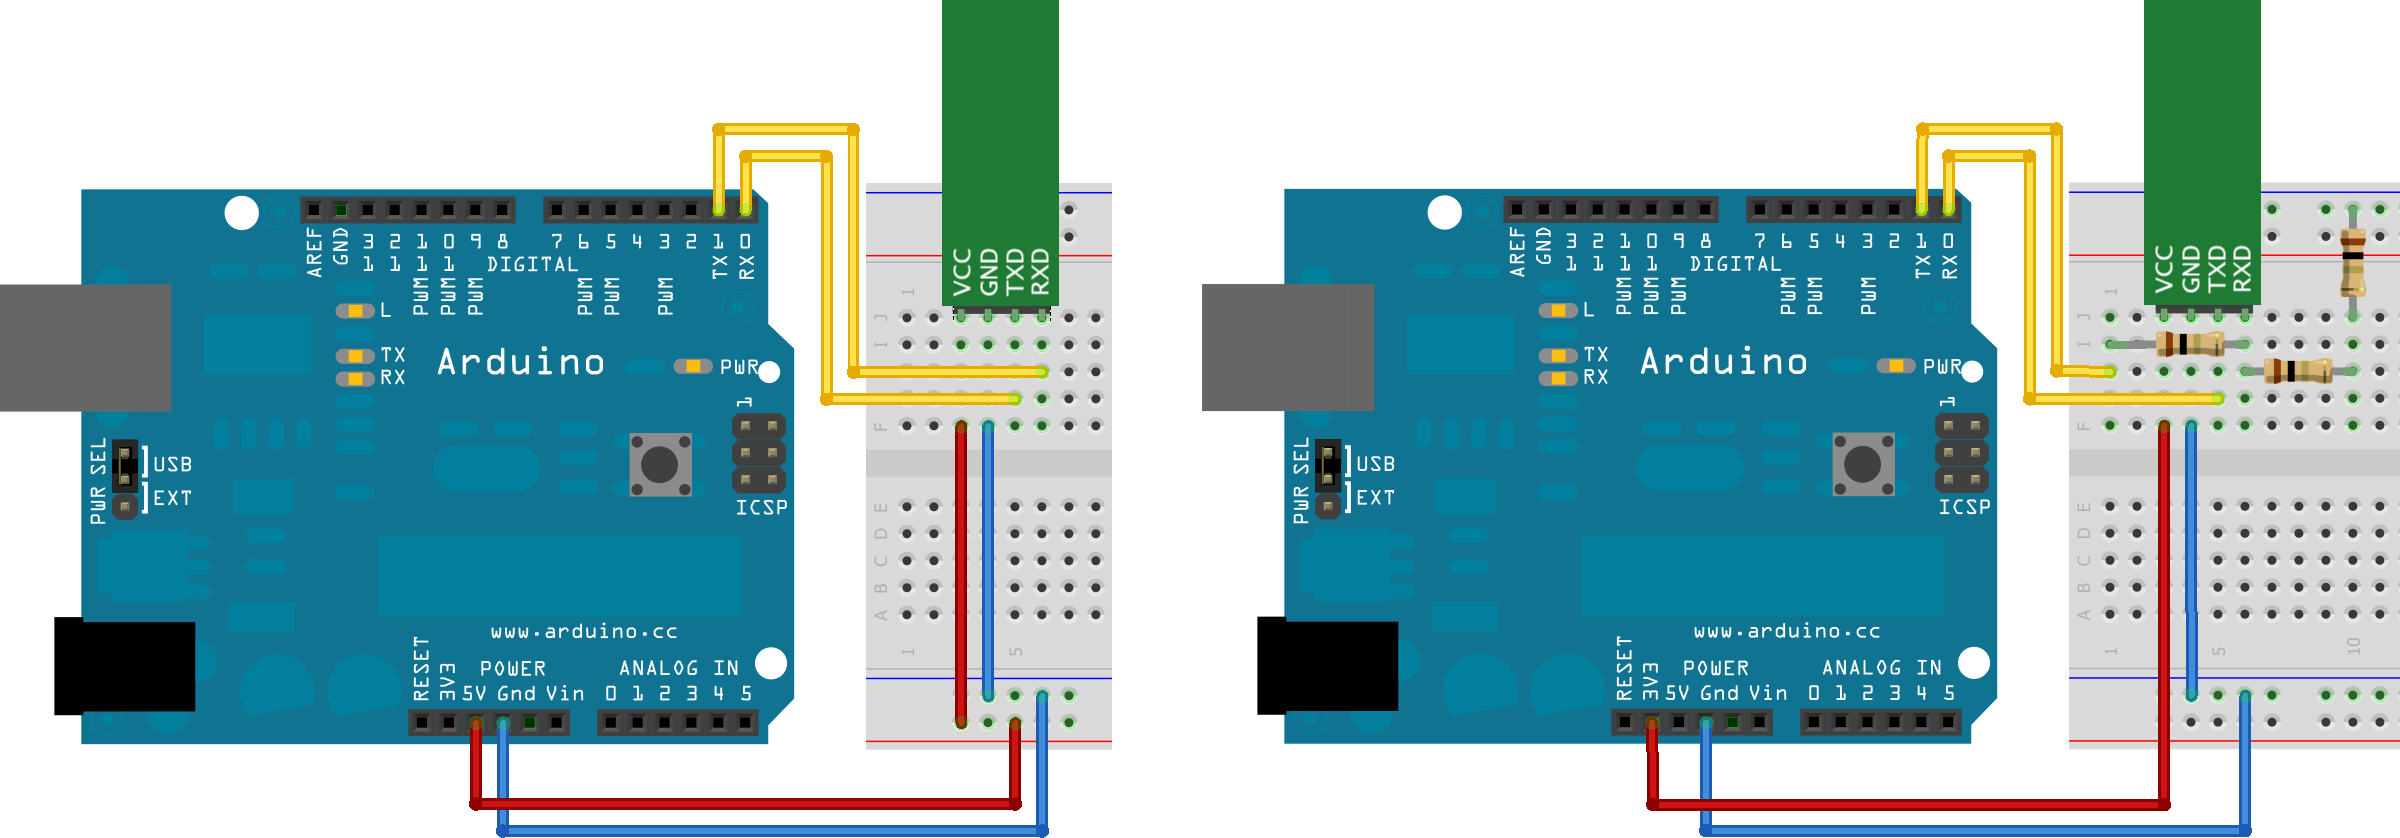 VCC GND TXD RXD
AREF GND 13 12 11 10 9 8 7 6 5 4 3 2 TX 1 RX 0
PWM PWM PWM DIGITAL PWM PWM PWM
L
TX
RX
Arduino
PWR
1
ICSP
PWR SEL
USB
EXT
www.arduino.cc
RESET 3V3 POWER ANALOG IN
5V Gnd Vin 0 1 2 3 4 5
1
J
I
F
E
D
C
B
A
1 5
VCC GND TXD RXD
AREF GND 13 12 11 10 9 8 7 6 5 4 3 2 TX 1 RX 0
PWM PWM PWM DIGITAL PWM PWM PWM
L
TX
RX
Arduino
PWR
1
ICSP
PWR SEL
USB
EXT
www.arduino.cc
RESET 3V3 POWER ANALOG IN
5V Gnd Vin 0 1 2 3 4 5
1
J
I
F
E
D
C
B
A
1 5 10